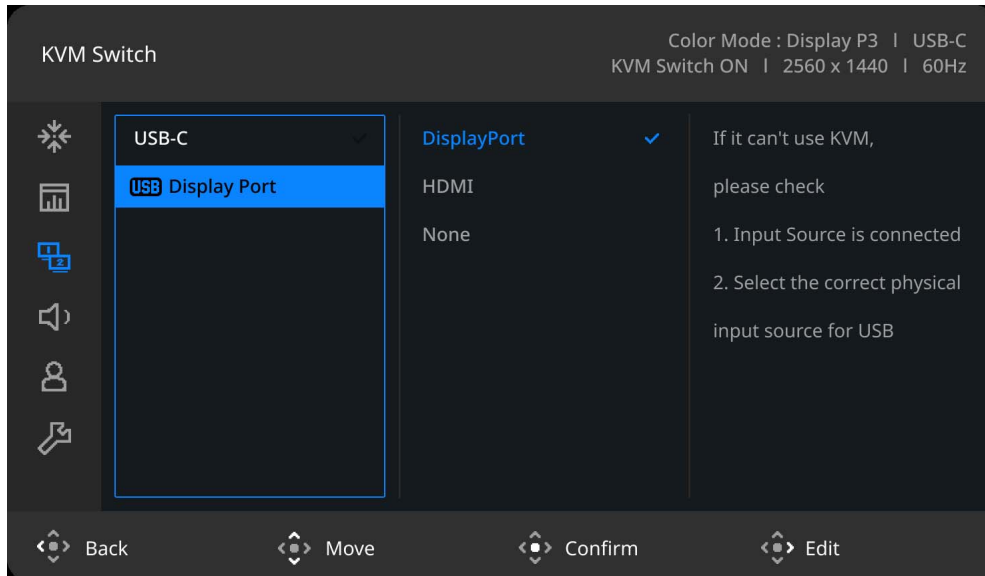 KVM Switch
Color Mode : Display P3 I USB-C
KVM Switch ON I 2560 x 1440 I 60Hz
USB-C
USB Display Port
DisplayPort
HDMI
None
If it can't use KVM,
please check
1. Input Source is connected
2. Select the correct physical
input source for USB
1
2
Back
Move
Confirm
Edit